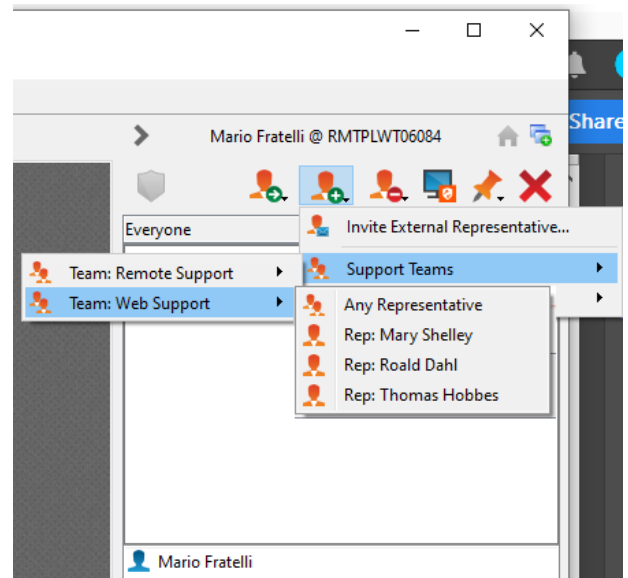 Share
Mario Fratelli @ RMTPLWT06084
Everyone
Invite External Representative...
Support Teams
Team: Remote Support
Team: Web Support
Any Representative
Rep: Mary Shelley
Rep: Roald Dahl
Rep: Thomas Hobbes
Mario Fratelli